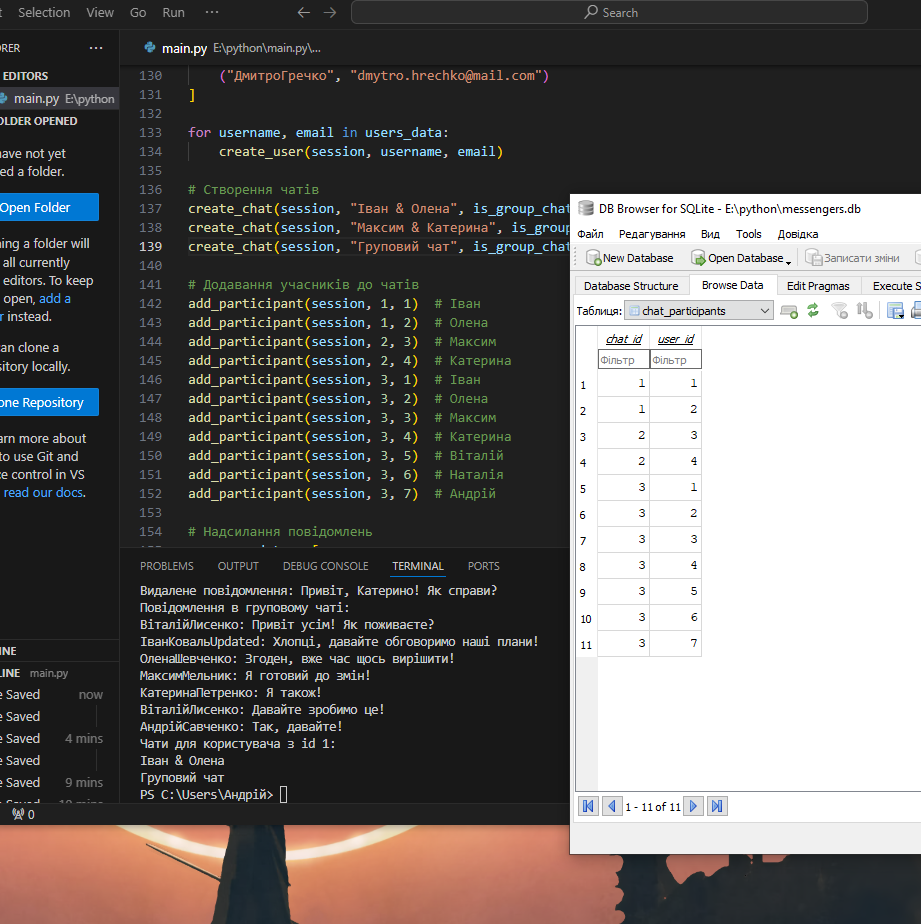 Selection View Go Run ···
Search
ORER ···
main.py E:\python\main.py\...
EDITORS
main.py E:\python
OLDER OPENED
have not yet
ed a folder.
Open Folder
ning a folder will
all currently
editors. To keep
open, add a
r instead.
can clone a
sitory locally.
one Repository
arn more about
to use Git and
ce control in VS
read our docs.
INE
LINE main.py
e Saved now
e Saved
e Saved 4 mins
e Saved
e Saved 9 mins
0
130 ("ДмитроГречко", "dmytro.hrechko@mail.com")
131 ]
132
133 for username, email in users_data:
134 create_user(session, username, email)
135
136 # Створення чатів
137 create_chat(session, "Іван & Олена", is_group_chat
138 create_chat(session, "Максим & Катерина", is_group
139 create_chat(session, "Груповий чат", is_group_chat
140
141 # Додавання учасників до чатів
142 add_participant(session, 1, 1) # Іван
143 add_participant(session, 1, 2) # Олена
144 add_participant(session, 2, 3) # Максим
145 add_participant(session, 2, 4) # Катерина
146 add_participant(session, 3, 1) # Іван
147 add_participant(session, 3, 2) # Олена
148 add_participant(session, 3, 3) # Максим
149 add_participant(session, 3, 4) # Катерина
150 add_participant(session, 3, 5) # Віталій
151 add_participant(session, 3, 6) # Наталія
152 add_participant(session, 3, 7) # Андрій
153
154 # Надсилання повідомлень
PROBLEMS OUTPUT DEBUG CONSOLE TERMINAL PORTS
Видалене повідомлення: Привіт, Катерино! Як справи?
Повідомлення в груповому чаті:
ВіталійЛисенко: Привіт усім! Як поживаєте?
ІванКовальUpdated: Хлопці, давайте обговоримо наші плани!
ОленаШевченко: Згоден, вже час щось вирішити!
МаксимМельник: Я готовий до змін!
КатеринаПетренко: Я також!
ВіталійЛисенко: Давайте зробимо це!
АндрійСавченко: Так, давайте!
Чати для користувача з id 1:
Іван & Олена
Груповий чат
PS C:\Users\Андрій>
DB Browser for SQLite - E:\python\messengers.db
Файл Редагування Вид Tools Довідка
New Database Open Database Записати зміни
Database Structure Browse Data Edit Pragmas Execute S
Таблиця: chat_participants
chat_id user_id
Фільтр Фільтр
1 1 1
2 1 2
3 2 3
4 2 4
5 3 1
6 3 2
7 3 3
8 3 4
9 3 5
10 3 6
11 3 7
1 - 11 of 11